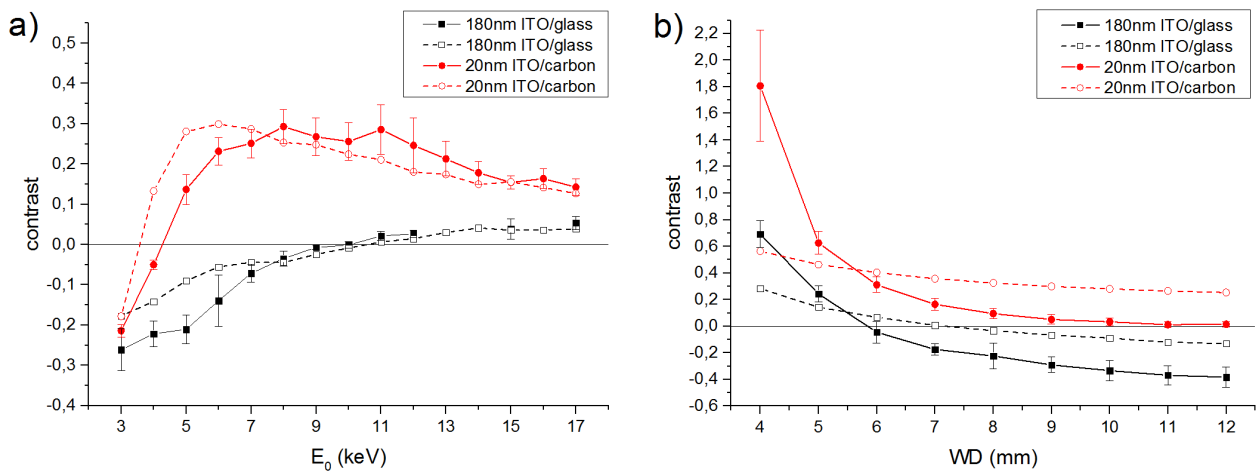 a)
180nm ITO/glass
180nm ITO/glass
20nm ITO/carbon
20nm ITO/carbon
contrast
0,5
0,4
0,3
0,2
0,1
0,0
-0,1
-0,2
-0,3
-0,4
3 5 7 9 11 13 15 17
E0 (keV)
b)
180nm ITO/glass
180nm ITO/glass
20nm ITO/carbon
20nm ITO/carbon
contrast
2,2
2,0
1,8
1,6
1,4
1,2
1,0
0,8
0,6
0,4
0,2
0,0
-0,2
-0,4
-0,6
4 5 6 7 8 9 10 11 12
WD (mm)